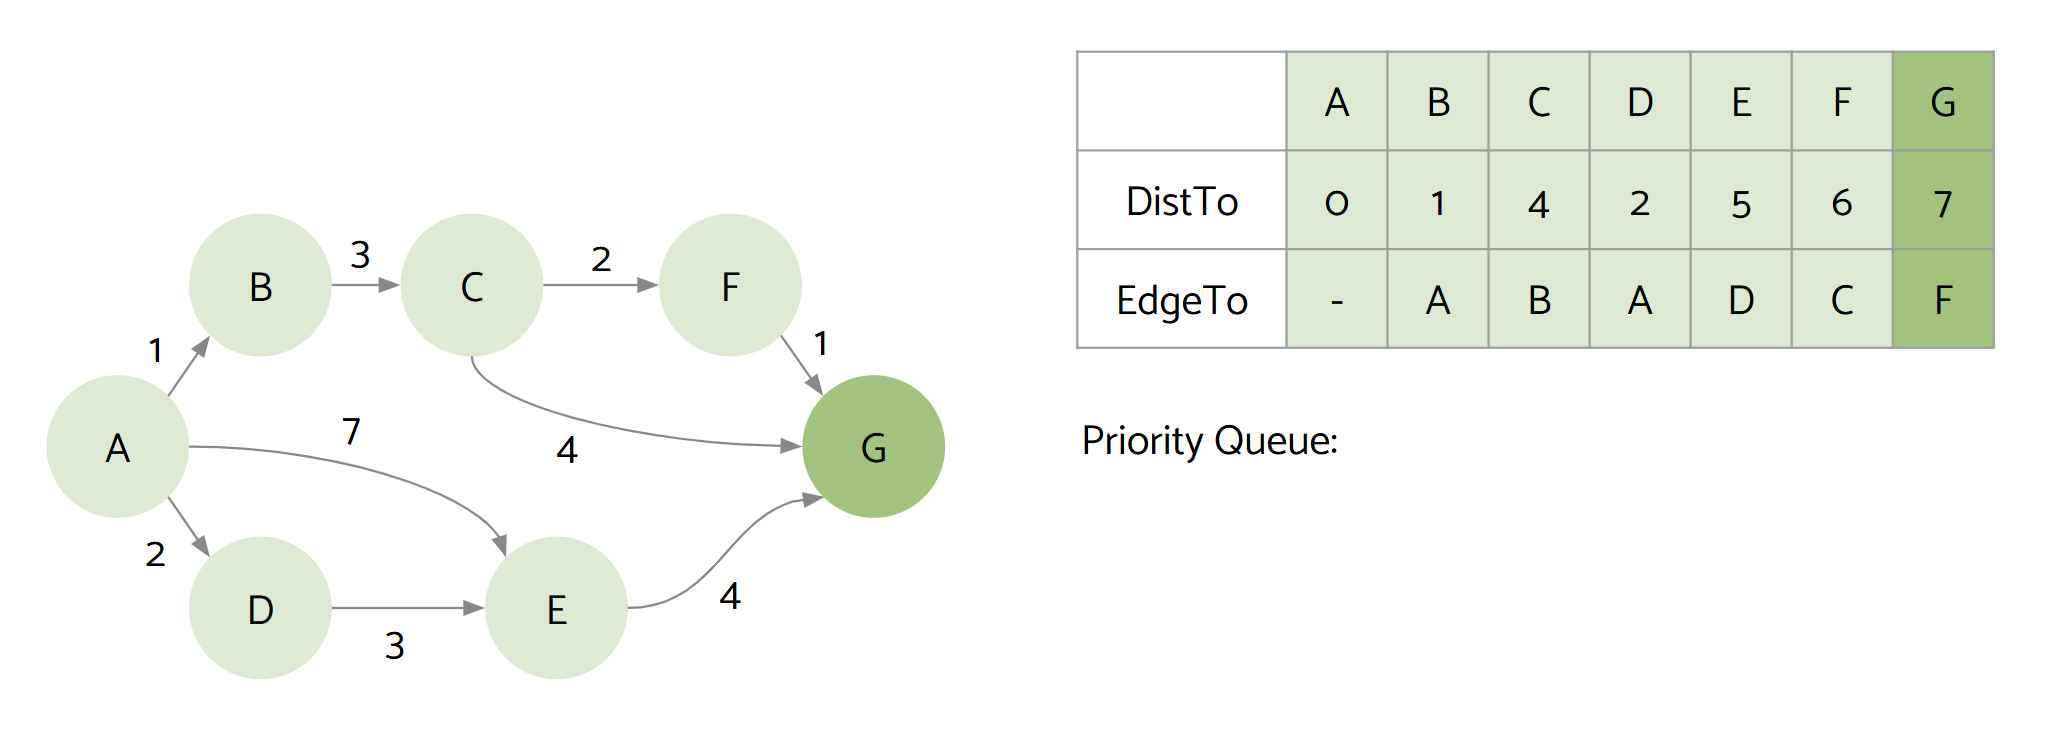 A B C D E F G
DistTo 0 1 4 2 5 6 7
EdgeTo - A B A D C F
Priority Queue:
B 3 C 2 F
1 1
A 7 4 G
2
D 3 E 4